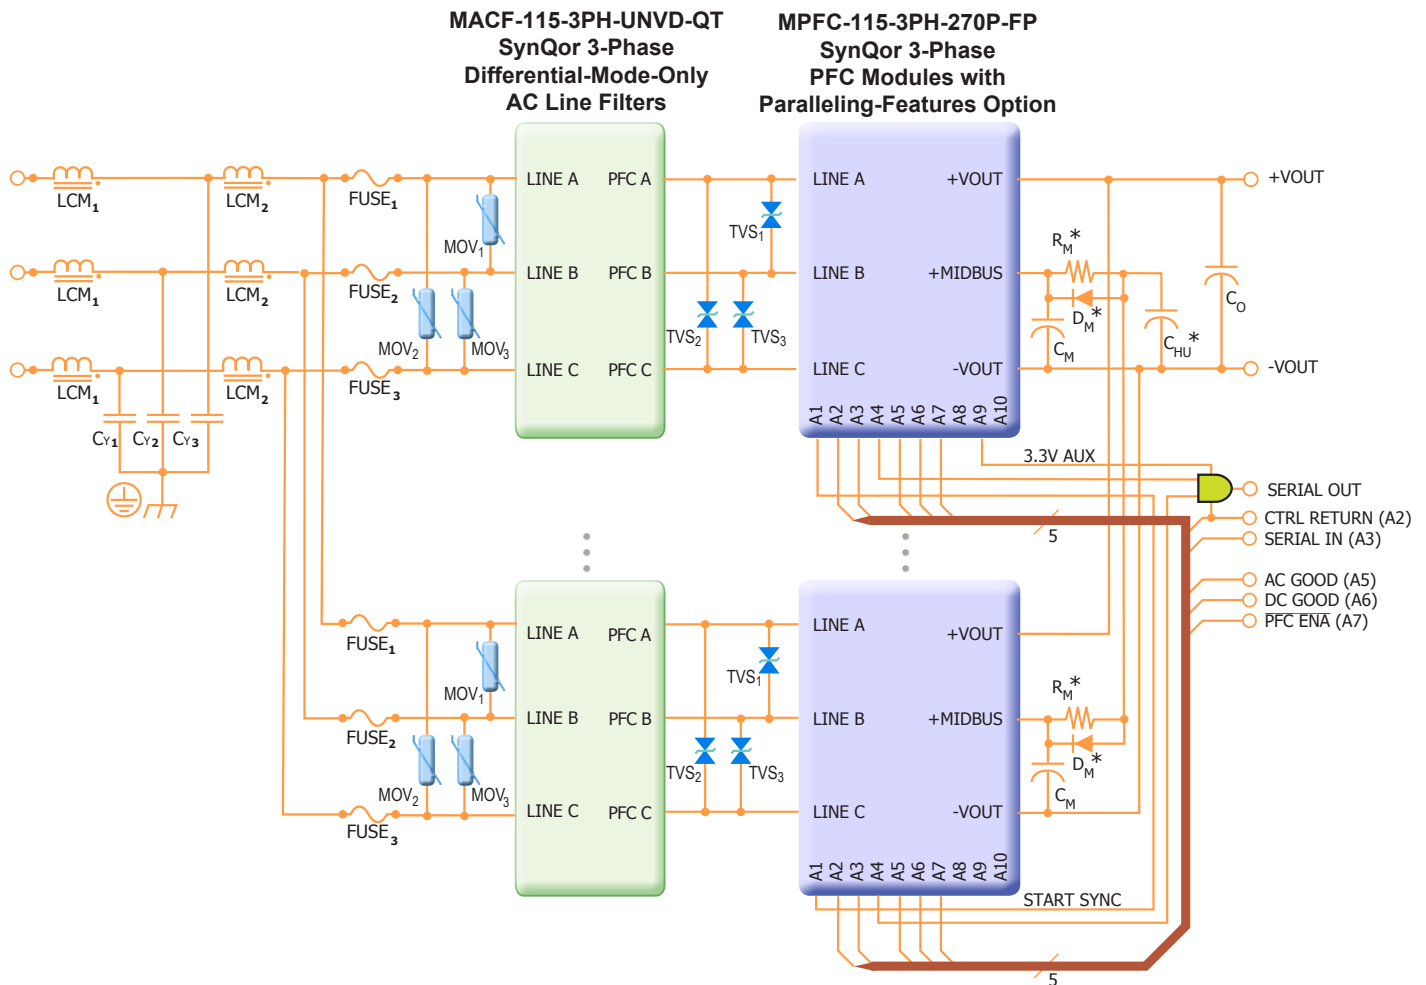 MACF-115-3PH-UNVD-QT
SynQor 3-Phase
Differential-Mode-Only
AC Line Filters
MPFC-115-3PH-270P-FP
SynQor 3-Phase
PFC Modules with
Paralleling-Features Option
LCM1
LCM2
FUSE1
MOV1
LINE A
PFC A
TVS1
LINE A
+VOUT
+VOUT
LCM1
LCM2
FUSE2
MOV2
MOV3
LINE B
PFC B
TVS2
TVS3
LINE B
+MIDBUS
RM*
DM*
CM
CHU*
CO
LCM1
LCM2
FUSE3
LINE C
PFC C
LINE C
-VOUT
-VOUT
CY1
CY2
CY3
A1
A2
A3
A4
A5
A6
A7
A8
A9
A10
3.3V AUX
SERIAL OUT
CTRL RETURN (A2)
SERIAL IN (A3)
5
AC GOOD (A5)
DC GOOD (A6)
PFC ENA (A7)
FUSE1
MOV1
LINE A
PFC A
TVS1
LINE A
+VOUT
FUSE2
MOV2
MOV3
LINE B
PFC B
TVS2
TVS3
LINE B
+MIDBUS
RM*
DM*
CM
FUSE3
LINE C
PFC C
LINE C
-VOUT
A1
A2
A3
A4
A5
A6
A7
A8
A9
A10
START SYNC
5